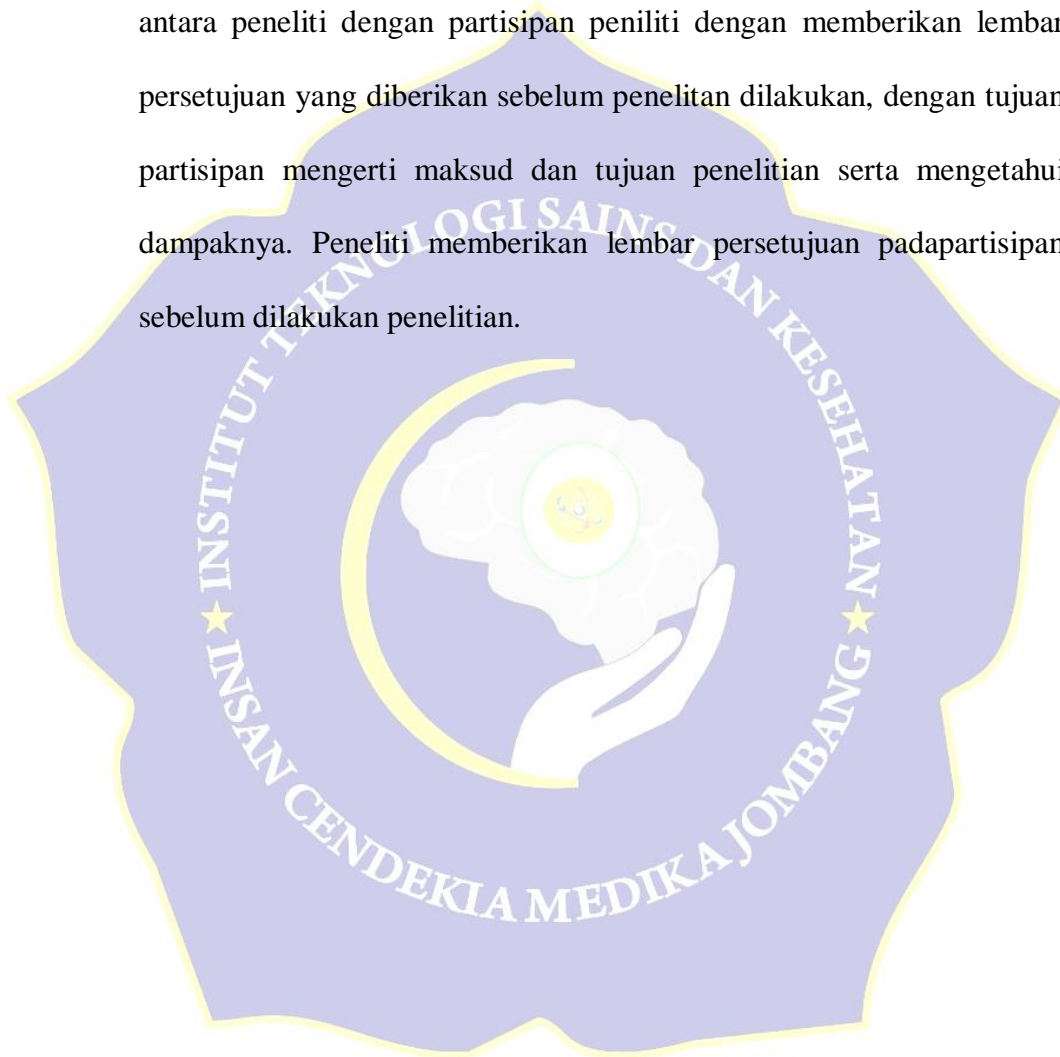 antara peneliti dengan partisipan peniliti dengan memberikan lembar
persetujuan yang diberikan sebelum penelitan dilakukan, dengan tujuan
partisipan mengerti maksud dan tujuan penelitian serta mengetahui
dampaknya. Peneliti memberikan lembar persetujuan padapartisipan
sebelum dilakukan penelitian.
INSTITUT TEKNOLOGI SAINS DAN KESEHATAN
INSAN CENDEKIA MEDIKA JOMBANG